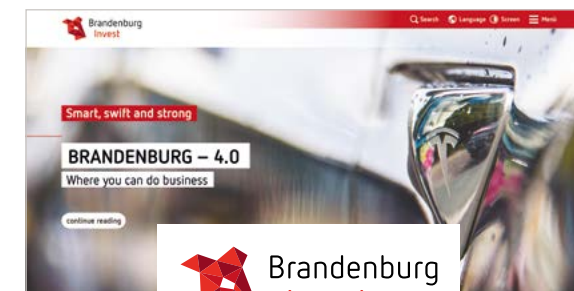 Brandenburg
Invest
Search
Language
Screen
Menü
Smart, swift and strong
BRANDENBURG – 4.0
Where you can do business
continue reading
Brandenburg